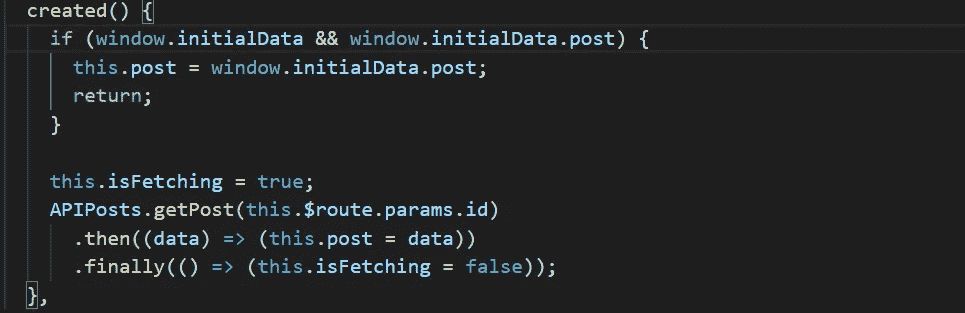 created() {
if (window.initialData && window.initialData.post) {
this.post = window.initialData.post;
return;
}
this.isFetching = true;
APIPosts.getPost(this.$route.params.id)
.then((data) => (this.post = data))
.finally(() => (this.isFetching = false));
},